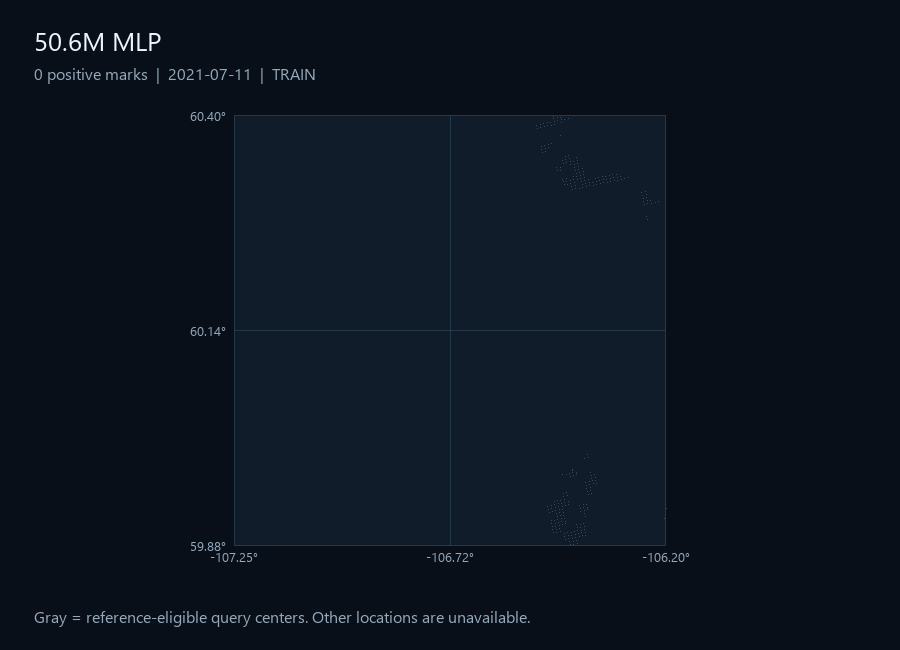 50.6M MLP
0 positive marks | 2021-07-11 | TRAIN
60.40°
60.14°
59.88°
-107.25°
-106.72°
-106.20°
Gray = reference-eligible query centers. Other locations are unavailable.